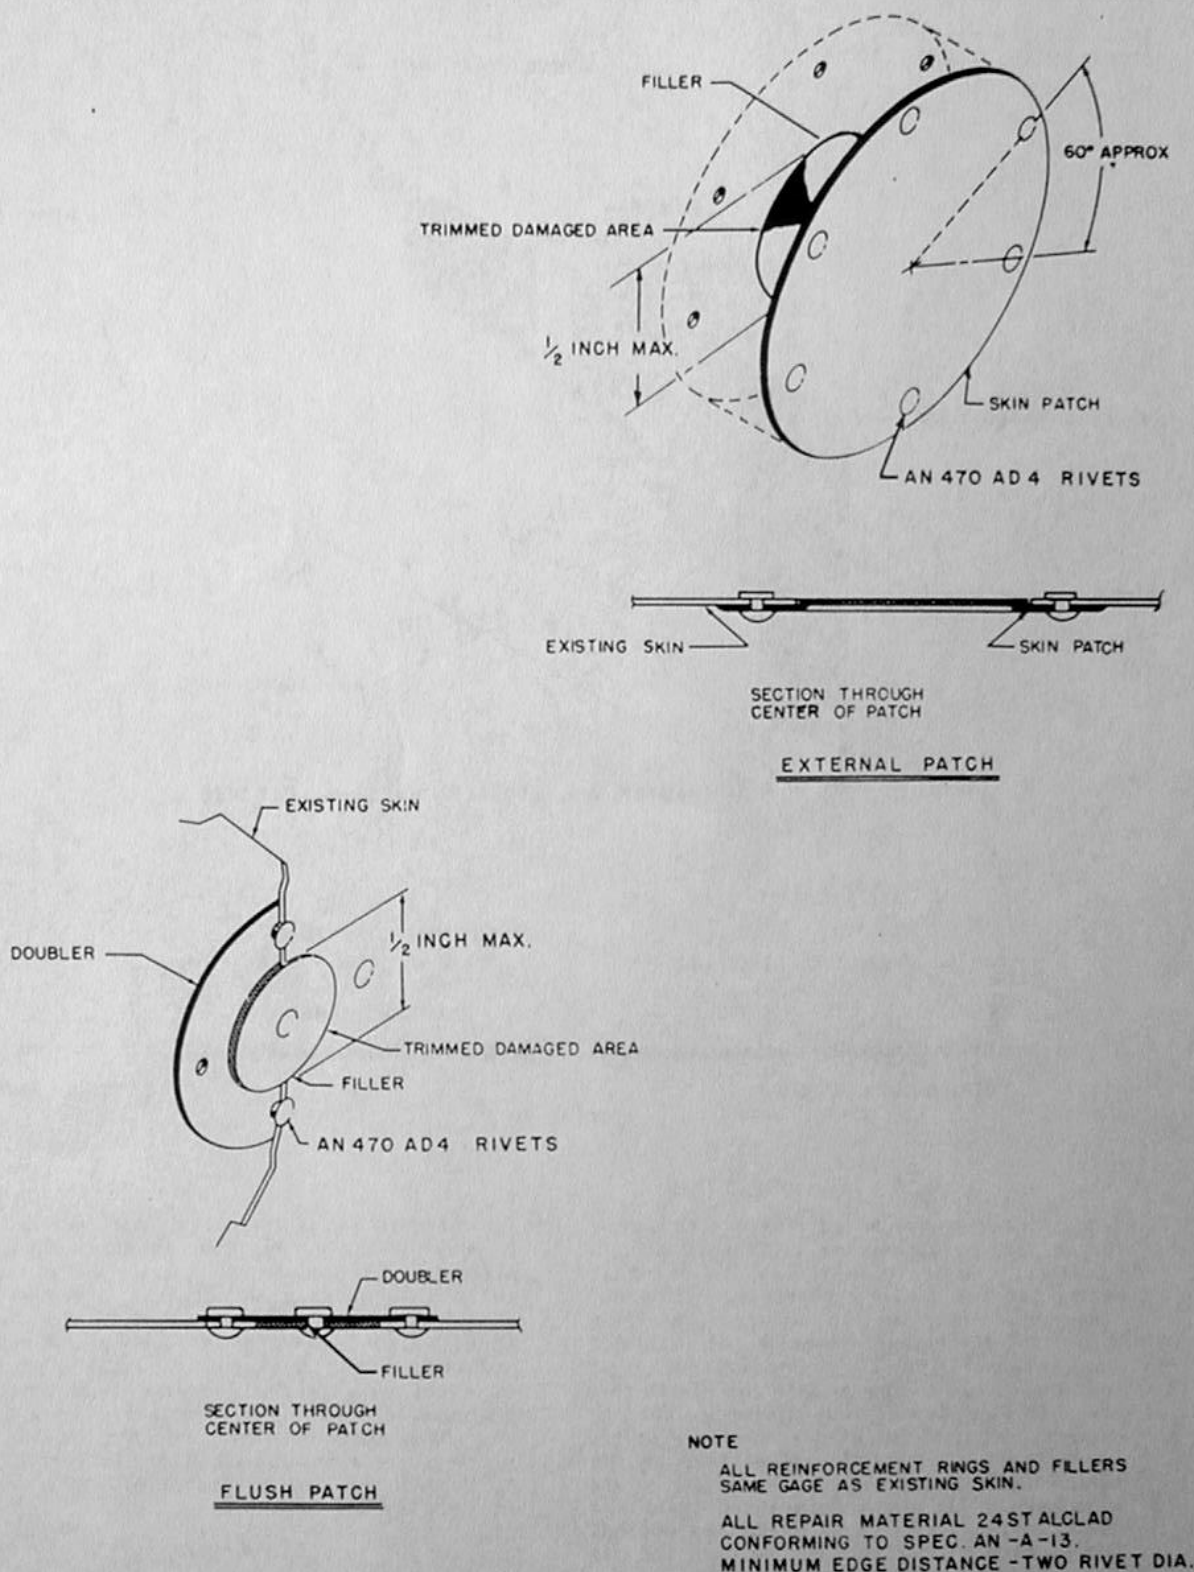 FILLER
60° APPROX
TRIMMED DAMAGED AREA
1/2 INCH MAX.
SKIN PATCH
AN 470 AD 4 RIVETS
EXISTING SKIN
SKIN PATCH
SECTION THROUGH
CENTER OF PATCH
EXTERNAL PATCH
EXISTING SKIN
DOUBLER
1/2 INCH MAX.
TRIMMED DAMAGED AREA
FILLER
AN 470 AD4 RIVETS
DOUBLER
FILLER
SECTION THROUGH
CENTER OF PATCH
FLUSH PATCH
NOTE
ALL REINFORCEMENT RINGS AND FILLERS
SAME GAGE AS EXISTING SKIN.
ALL REPAIR MATERIAL 24ST ALCLAD
CONFORMING TO SPEC. AN-A-13.
MINIMUM EDGE DISTANCE - TWO RIVET DIA.